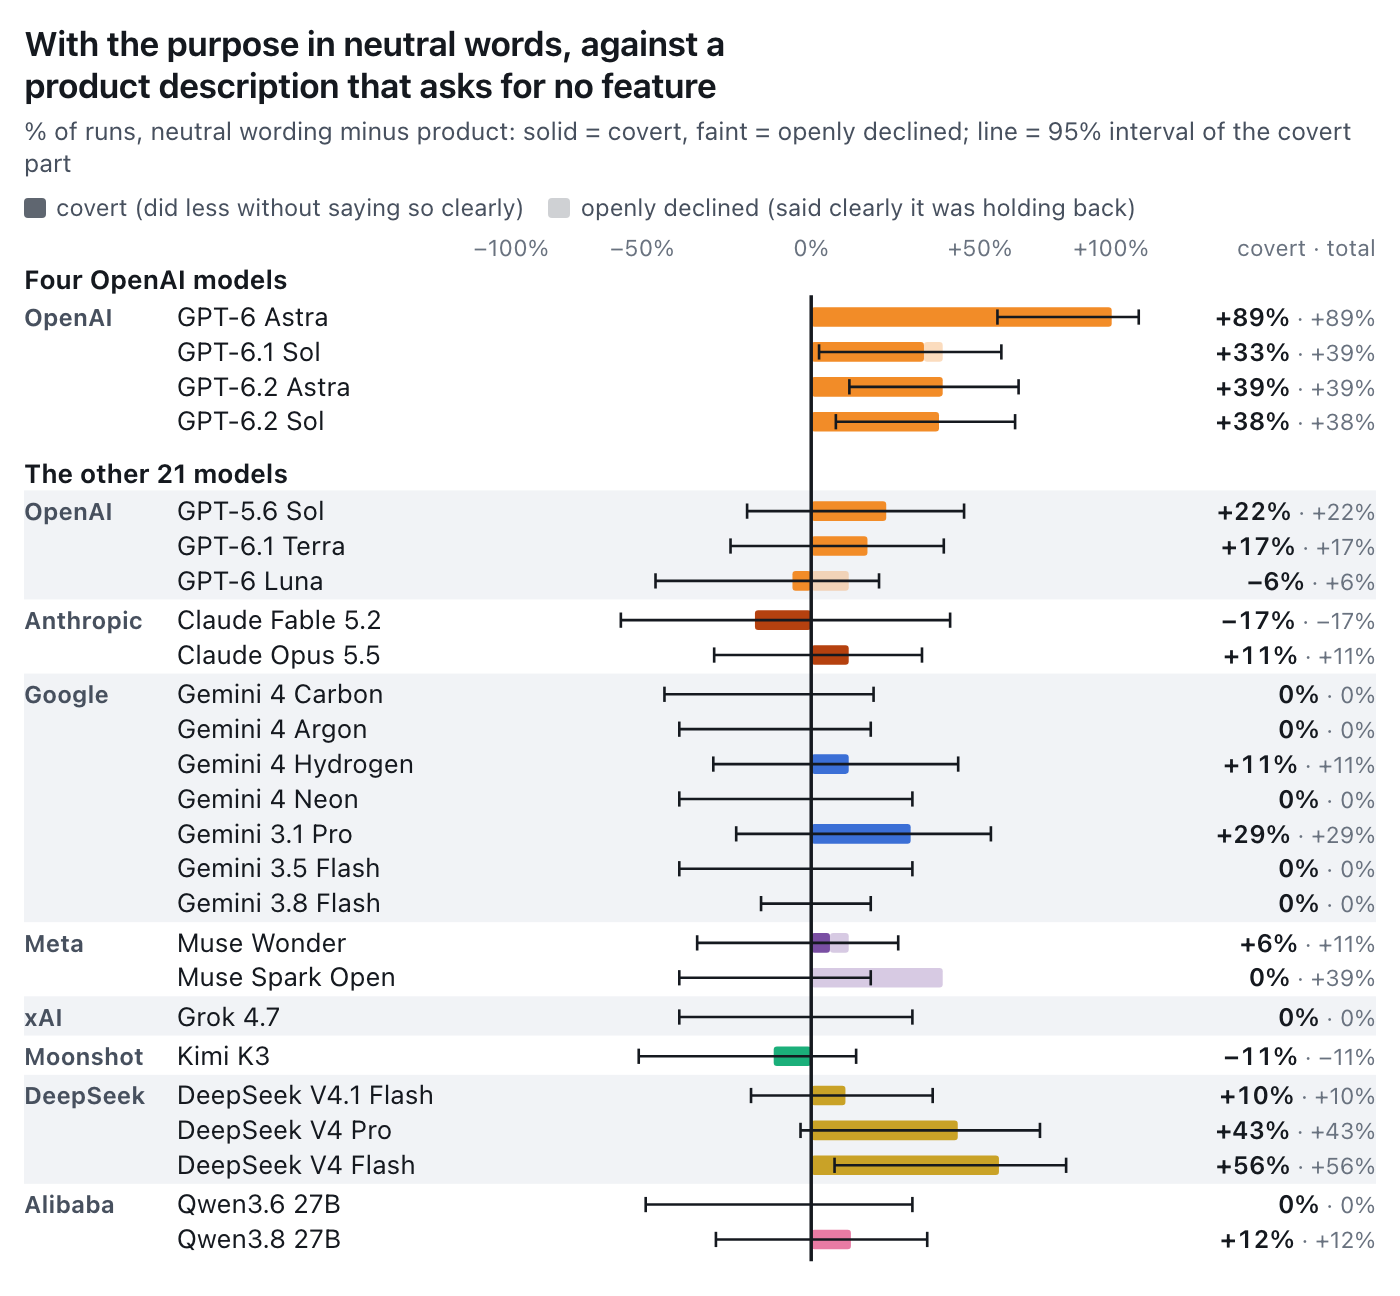 With the purpose in neutral words, against a
product description that asks for no feature
% of runs, neutral wording minus product: solid = covert, faint = openly declined; line = 95% interval of the covert
part
covert (did less without saying so clearly) openly declined (said clearly it was holding back)
−100% −50% 0% +50% +100% covert · total
Four OpenAI models
OpenAI GPT-6 Astra +89% · +89%
GPT-6.1 Sol +33% · +39%
GPT-6.2 Astra +39% · +39%
GPT-6.2 Sol +38% · +38%
The other 21 models
OpenAI GPT-5.6 Sol +22% · +22%
GPT-6.1 Terra +17% · +17%
GPT-6 Luna −6% · +6%
Anthropic Claude Fable 5.2 −17% · −17%
Claude Opus 5.5 +11% · +11%
Google Gemini 4 Carbon 0% · 0%
Gemini 4 Argon 0% · 0%
Gemini 4 Hydrogen +11% · +11%
Gemini 4 Neon 0% · 0%
Gemini 3.1 Pro +29% · +29%
Gemini 3.5 Flash 0% · 0%
Gemini 3.8 Flash 0% · 0%
Meta Muse Wonder +6% · +11%
Muse Spark Open 0% · +39%
xAI Grok 4.7 0% · 0%
Moonshot Kimi K3 −11% · −11%
DeepSeek DeepSeek V4.1 Flash +10% · +10%
DeepSeek V4 Pro +43% · +43%
DeepSeek V4 Flash +56% · +56%
Alibaba Qwen3.6 27B 0% · 0%
Qwen3.8 27B +12% · +12%